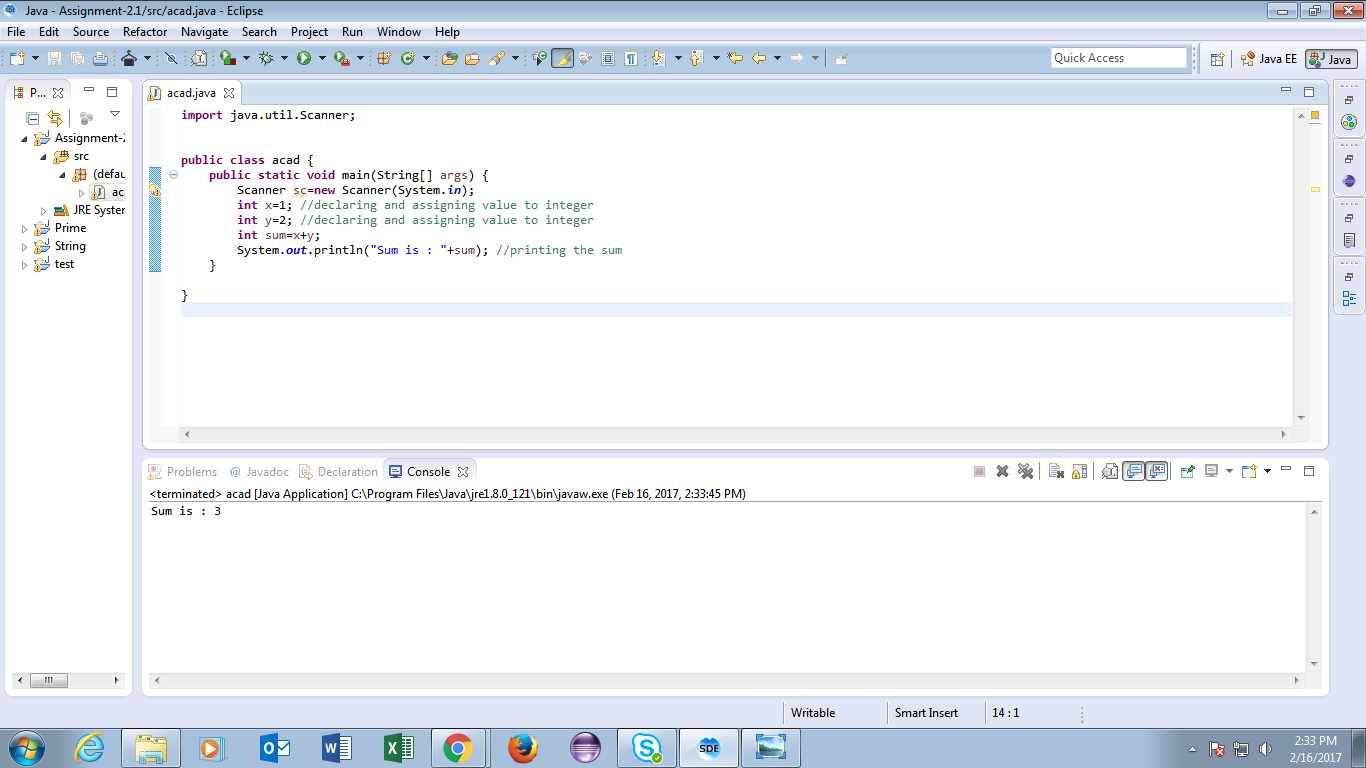 Java - Assignment-2.1/src/acad.java - Eclipse
File Edit Source Refactor Navigate Search Project Run Window Help
Quick Access
Java EE
Java
P...
Assignment-2
src
(defau
ac
JRE System
Prime
String
test
acad.java
import java.util.Scanner;
public class acad {
public static void main(String[] args) {
Scanner sc=new Scanner(System.in);
int x=1; //declaring and assigning value to integer
int y=2; //declaring and assigning value to integer
int sum=x+y;
System.out.println("Sum is : "+sum); //printing the sum
}
}
Problems @ Javadoc Declaration Console
<terminated> acad [Java Application] C:\Program Files\Java\jre1.8.0_121\bin\javaw.exe (Feb 16, 2017, 2:33:45 PM)
Sum is : 3
Writable Smart Insert 14 : 1
SDE
2:33 PM
2/16/2017